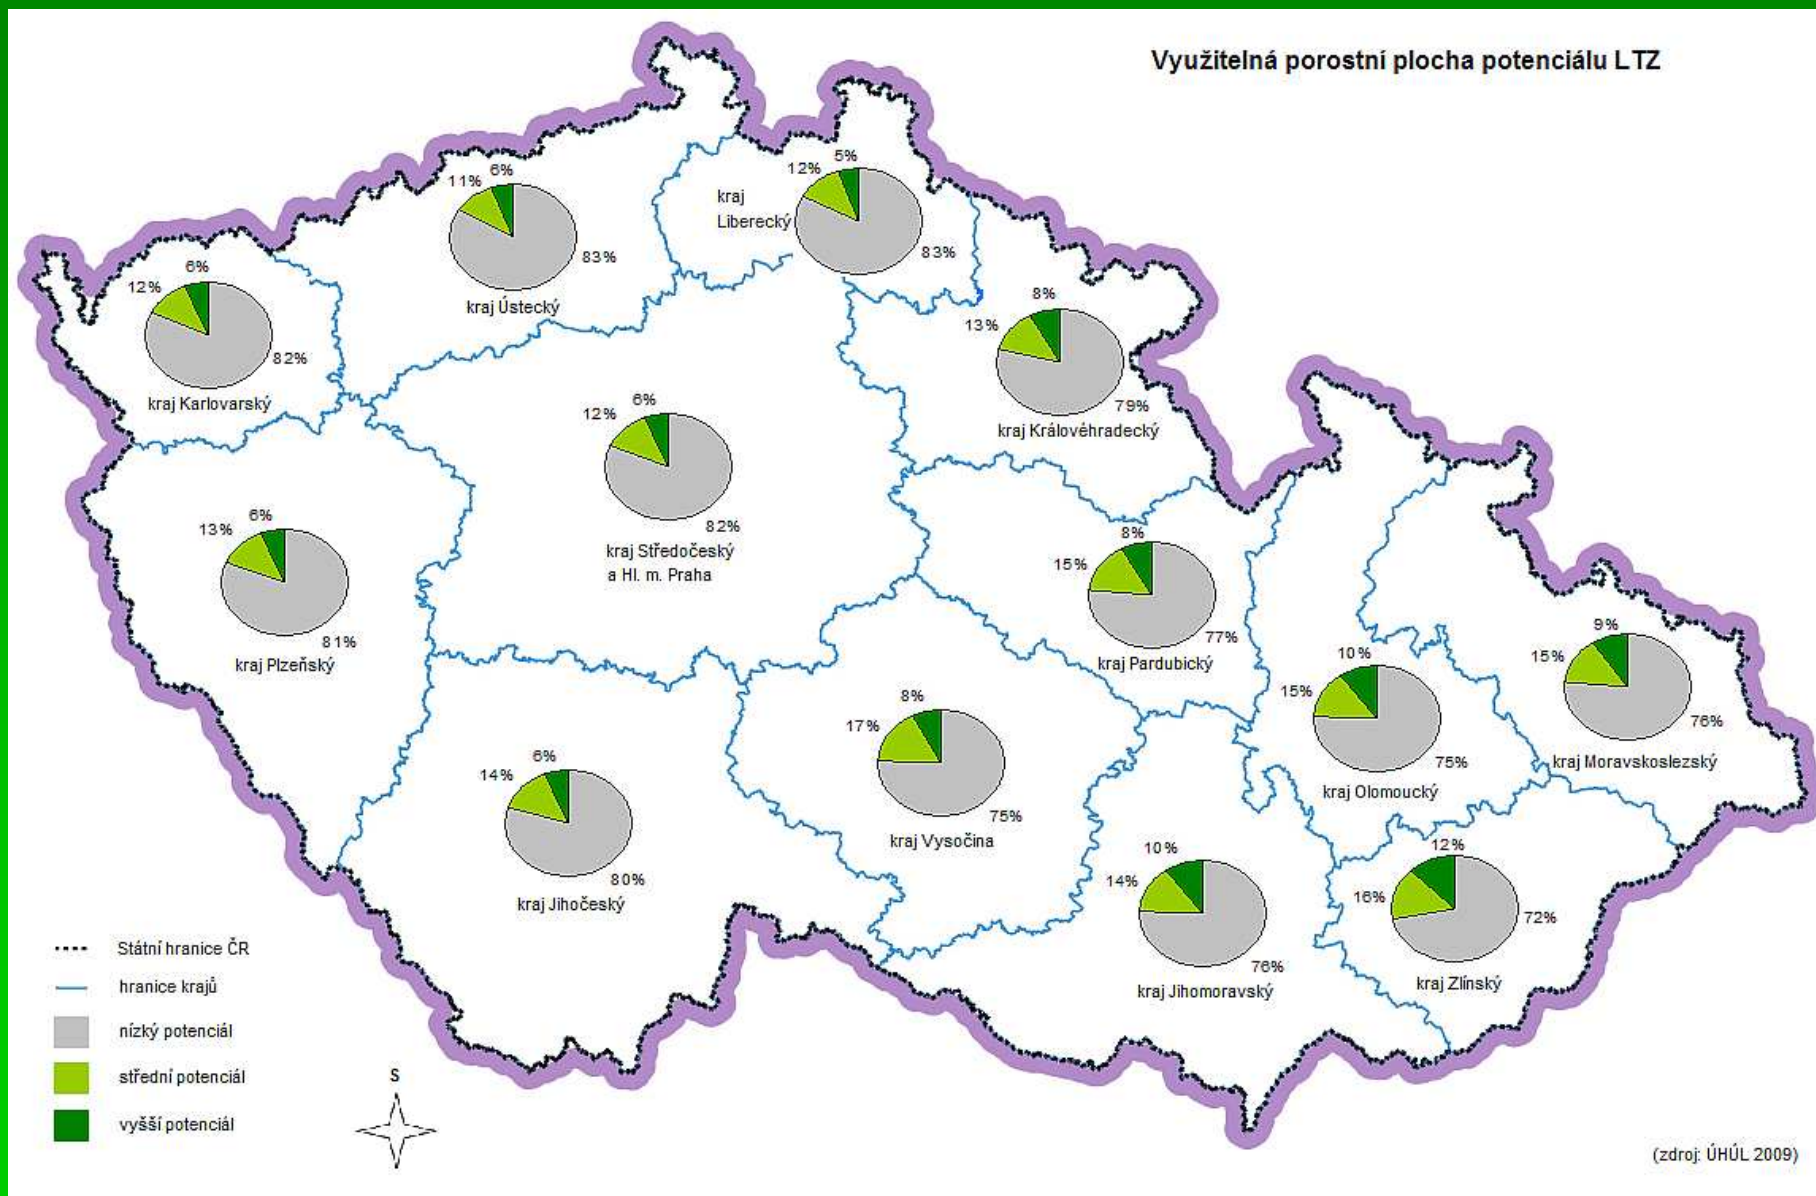 Využitelná porostní plocha potenciálu LTZ
12%
5%
kraj
Liberecký
83%
11%
6%
83%
kraj Ústecký
12%
6%
82%
kraj Karlovarský
13%
8%
79%
kraj Královéhradecký
12%
6%
82%
kraj Středočeský
a Hl. m. Praha
13%
6%
81%
kraj Plzeňský
15%
8%
77%
kraj Pardubický
15%
9%
76%
kraj Moravskoslezský
15%
10%
75%
kraj Olomoucký
17%
8%
75%
kraj Vysočina
14%
6%
80%
kraj Jihočeský
14%
10%
76%
kraj Jihomoravský
16%
12%
72%
kraj Zlínský
Státní hranice ČR
hranice krajů
nízký potenciál
střední potenciál
vyšší potenciál
S
(zdroj: ÚHÚL 2009)